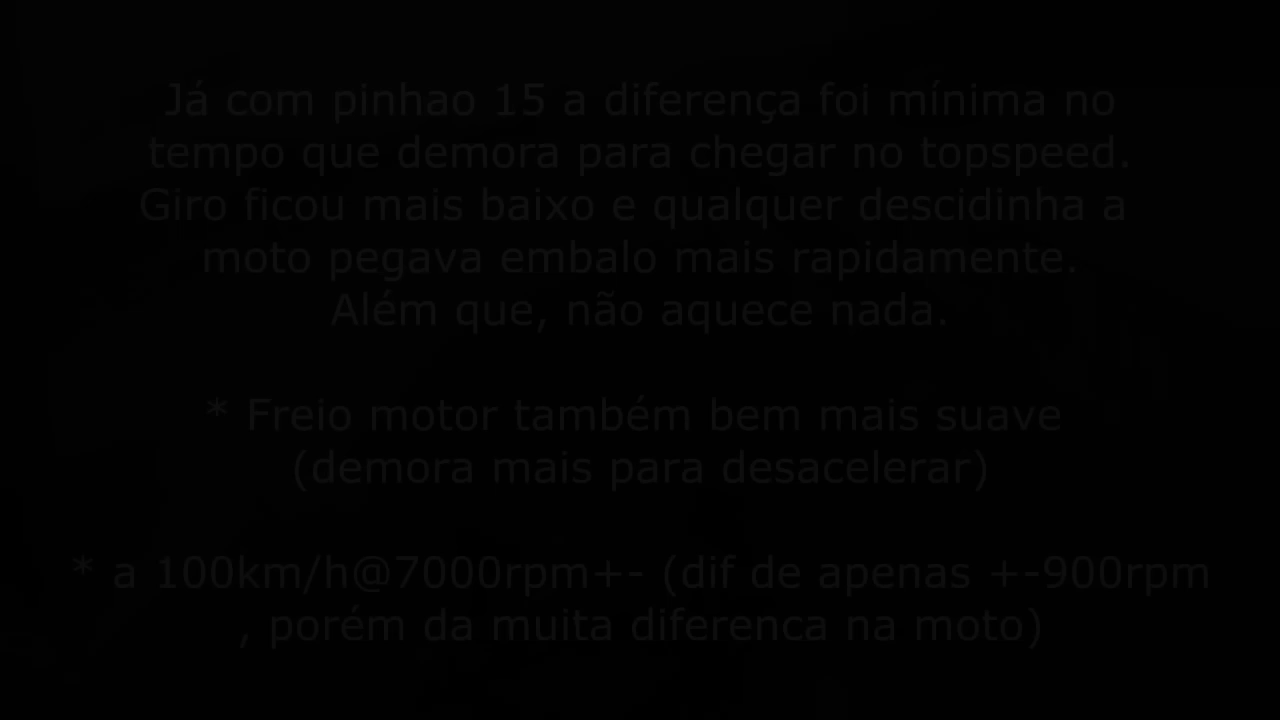 Já com pinhao 15 a diferença foi mínima no
tempo que demora para chegar no topspeed.
Giro ficou mais baixo e qualquer descidinha a
moto pegava embalo mais rapidamente.
Além que, não aquece nada.
* Freio motor também bem mais suave
(demora mais para desacelerar)
* a 100km/h@7000rpm+- (dif de apenas +-900rpm
, porém da muita diferenca na moto)